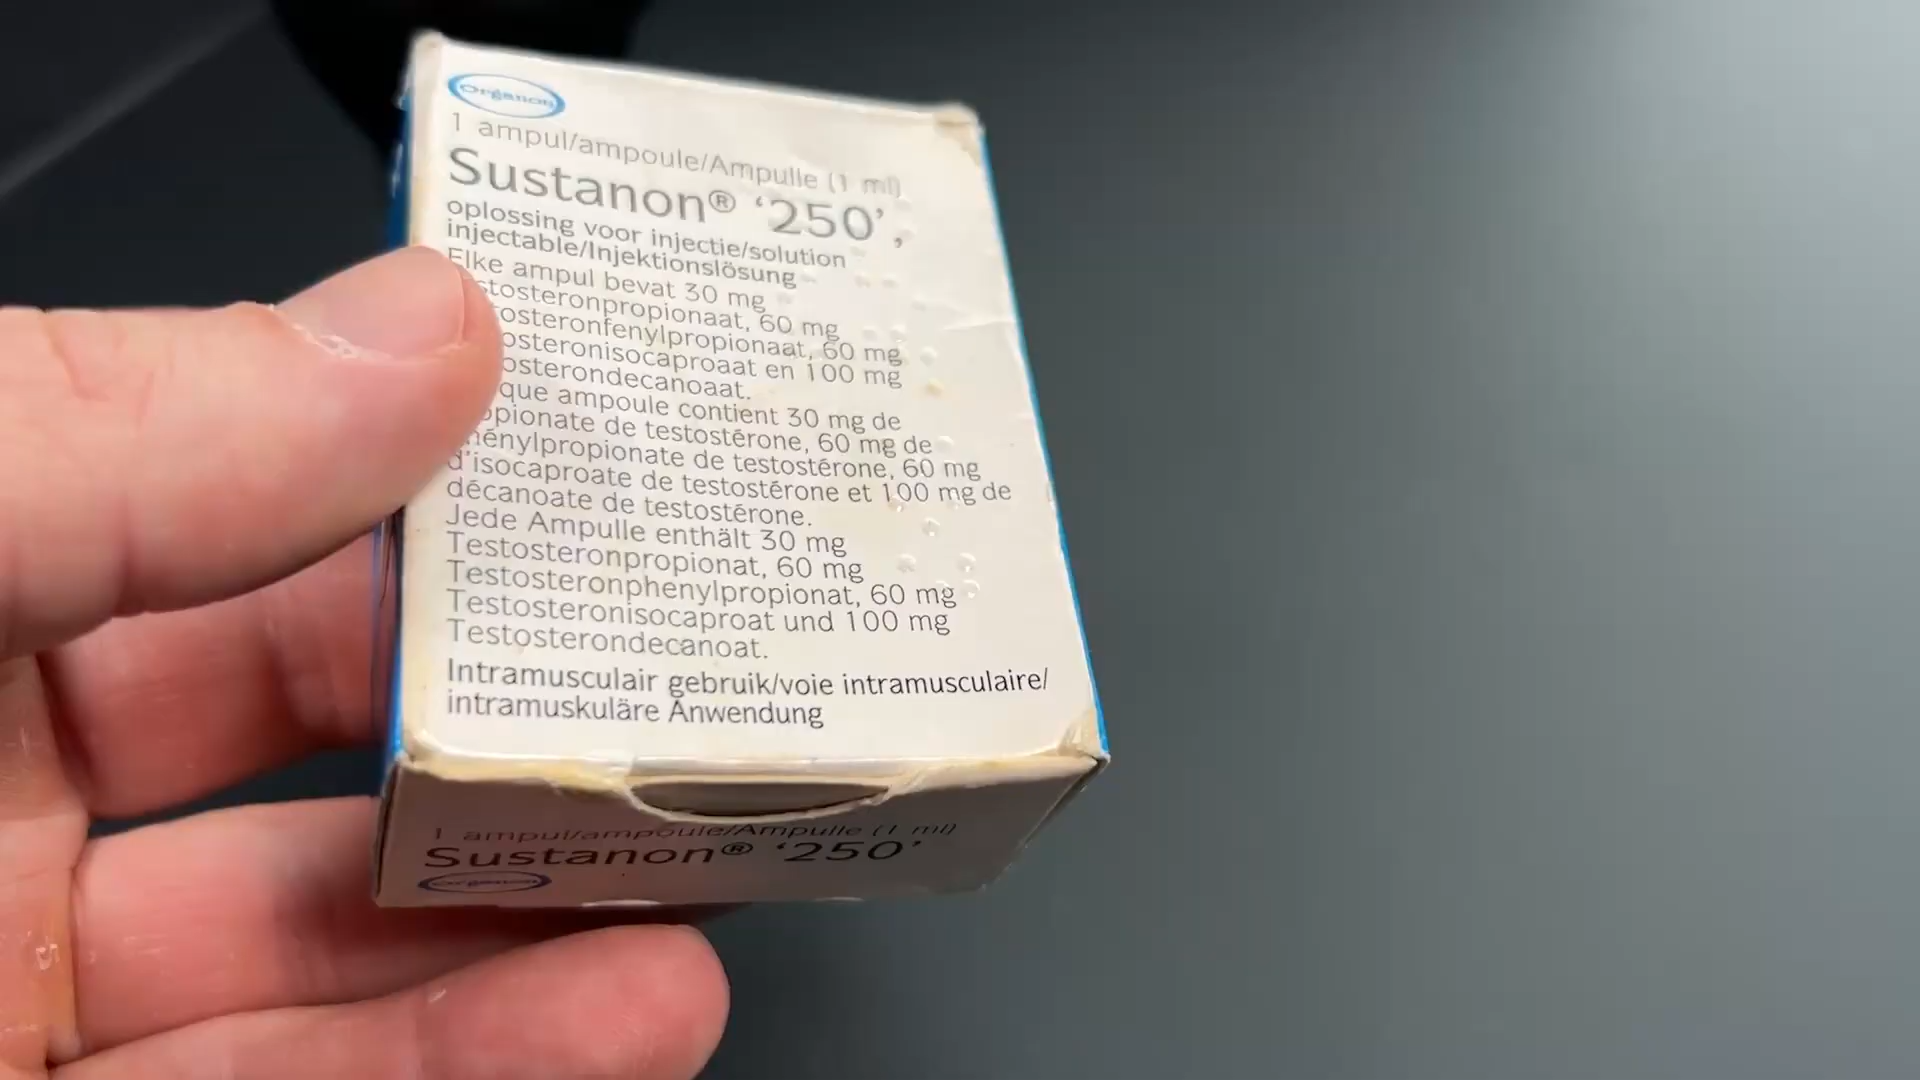 Organon
1 ampul/ampoule/Ampulle (1 ml)
Sustanon® ‘250’,
oplossing voor injectie/solution
injectable/Injektionslösung
Elke ampul bevat 30 mg
stosteronpropionaat, 60 mg
tosteronfenylpropionaat, 60 mg
osteronisocaproaat en 100 mg
osterondecanoaat.
que ampoule contient 30 mg de
opionate de testostérone, 60 mg de
hénylpropionate de testostérone, 60 mg
d'isocaproate de testostérone et 100 mg de
décanoate de testostérone.
Jede Ampulle enthält 30 mg
Testosteronpropionat, 60 mg
Testosteronphenylpropionat, 60 mg
Testosteronisocaproat und 100 mg
Testosterondecanoat.
Intramusculair gebruik/voie intramusculaire/
intramuskuläre Anwendung
1 ampul/ampoule/Ampulle (1 ml)
Sustanon® ‘250’
Organon